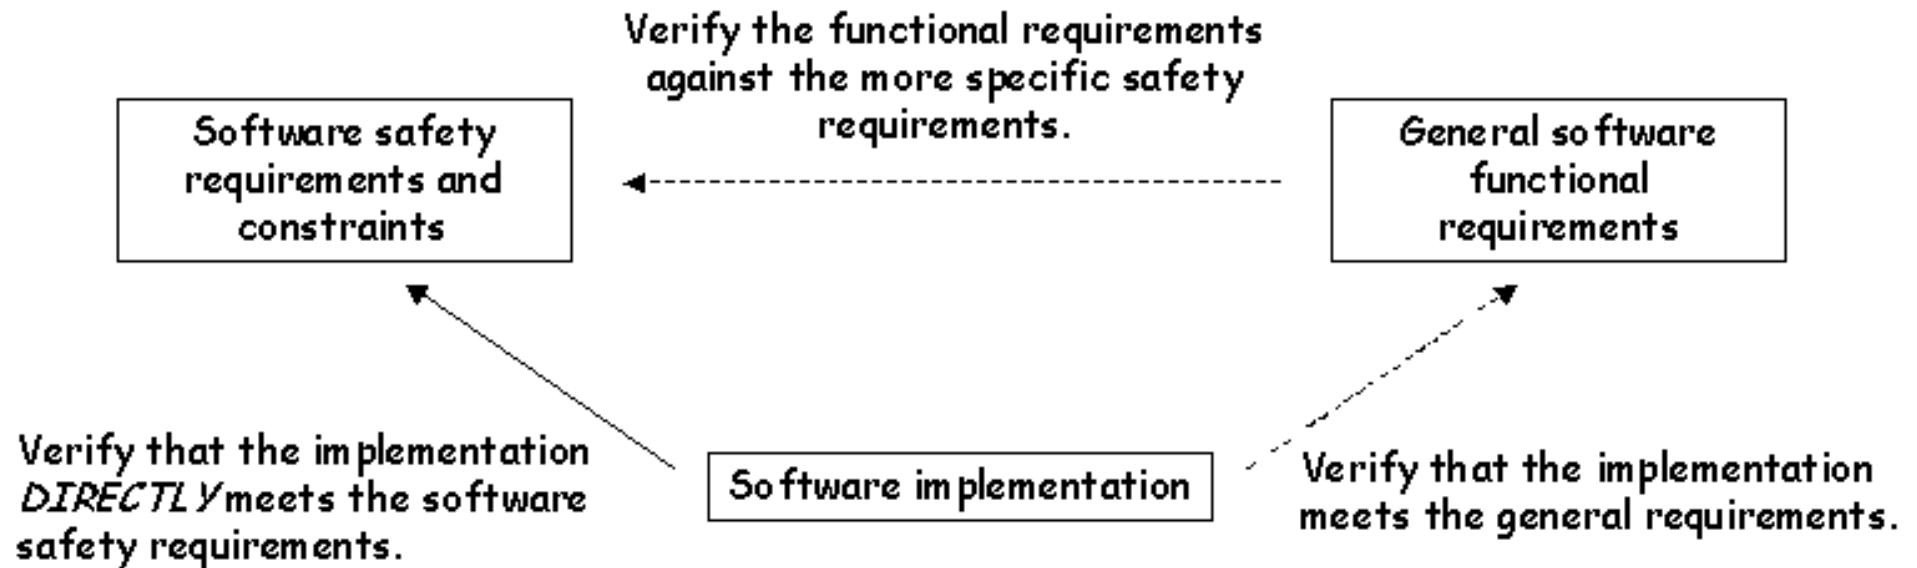 Verify the functional requirements
against the more specific safety
requirements.
Software safety
requirements and
constraints
General software
functional
requirements
Verify that the implementation
DIRECTLY meets the software
safety requirements.
Software implementation
Verify that the implementation
meets the general requirements.